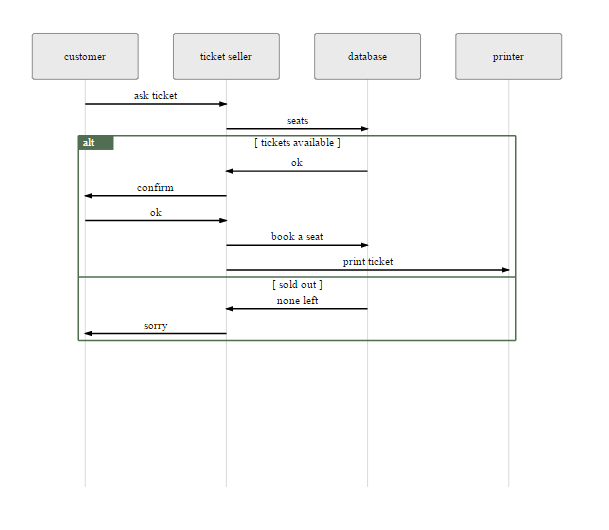 customer
ticket seller
database
printer
ask ticket
seats
alt
[ tickets available ]
ok
confirm
ok
book a seat
print ticket
[ sold out ]
none left
sorry